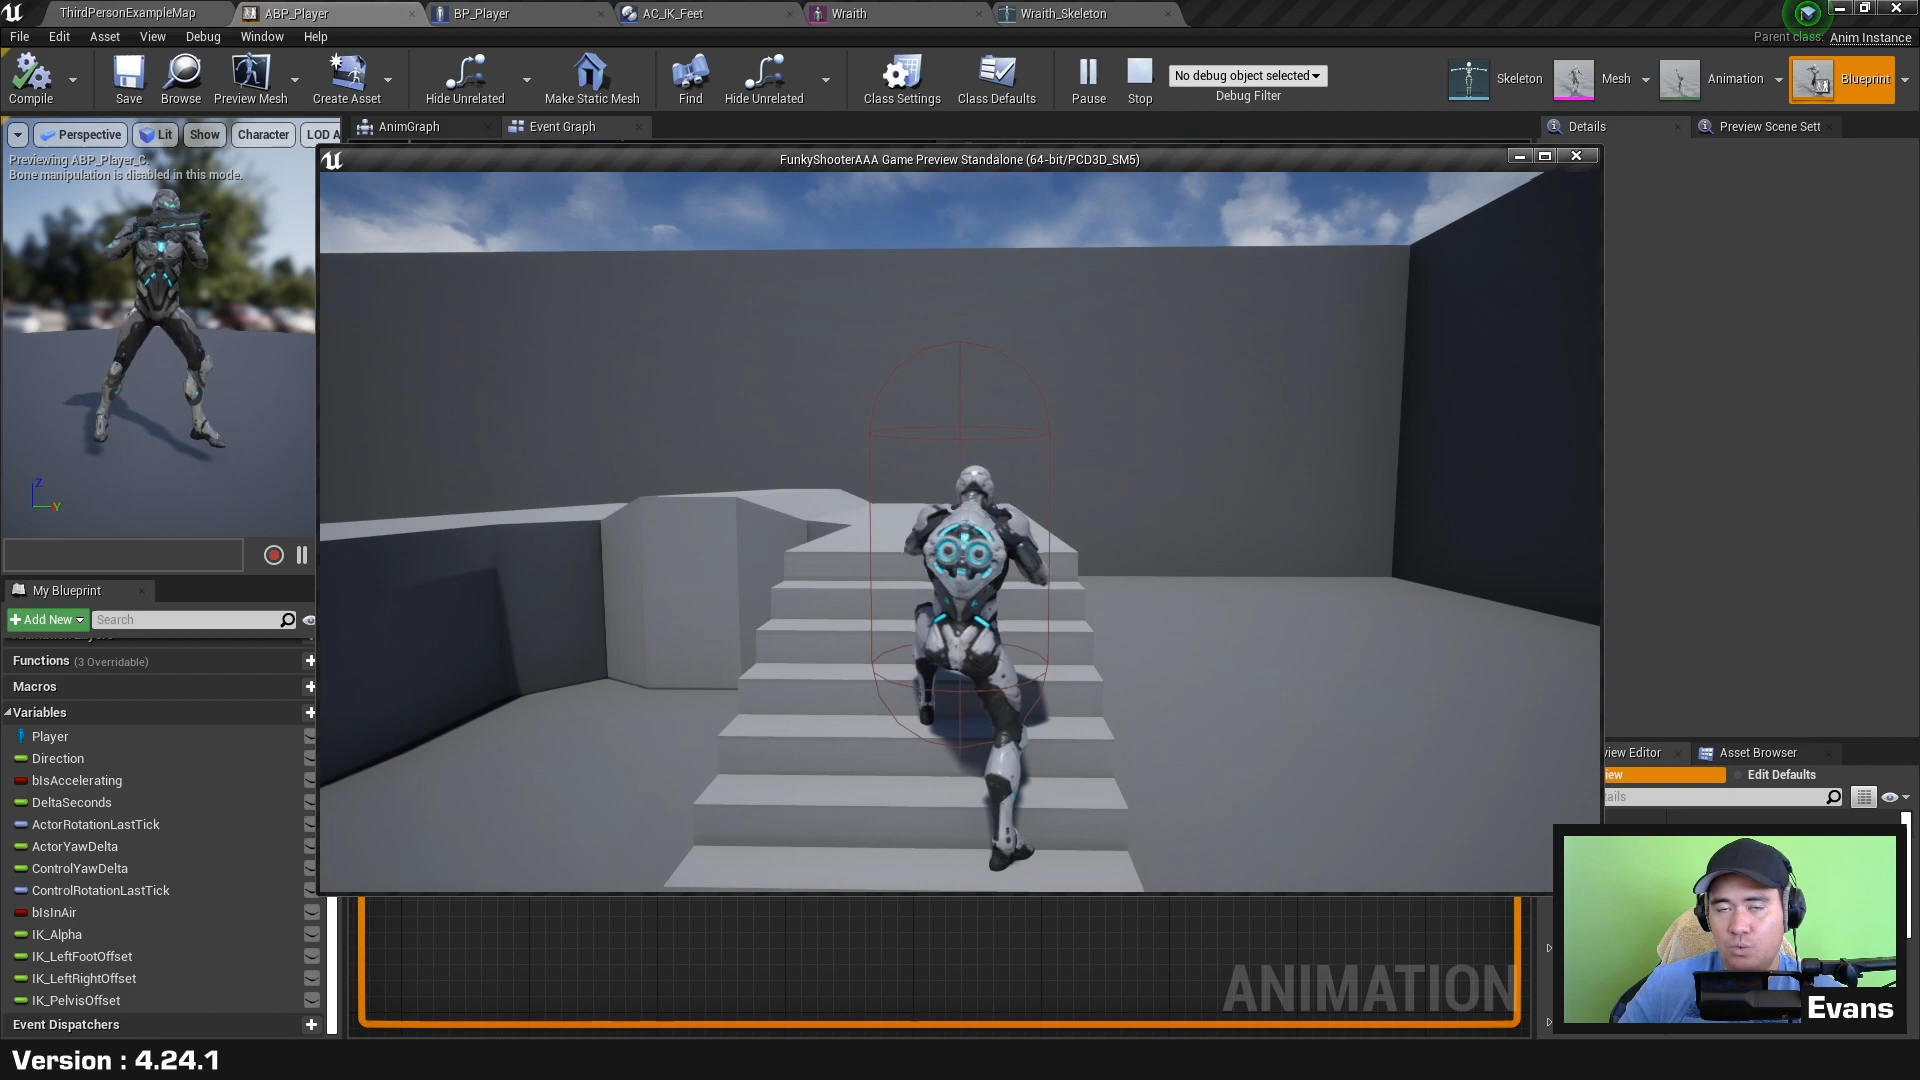 ThirdPersonExampleMap
ABP_Player
BP_Player
AC_IK_Feet
Wraith
Wraith_Skeleton
File Edit Asset View Debug Window Help
Parent class: Anim Instance
Compile
Save
Browse
Preview Mesh
Create Asset
Hide Unrelated
Make Static Mesh
Find
Hide Unrelated
Class Settings
Class Defaults
Pause
Stop
No debug object selected
Debug Filter
Skeleton
Mesh
Animation
Blueprint
Perspective
Lit
Show
Character
LOD A
AnimGraph
Event Graph
Details
Preview Scene Sett
Previewing ABP_Player_C.
Bone manipulation is disabled in this mode.
FunkyShooterAAA Game Preview Standalone (64-bit/PCD3D_SM5)
Z
Y
My Blueprint
Add New
Search
Functions (3 Overridable)
Macros
Variables
Player
Direction
bIsAccelerating
DeltaSeconds
ActorRotationLastTick
ActorYawDelta
ControlYawDelta
ControlRotationLastTick
bIsInAir
IK_Alpha
IK_LeftFootOffset
IK_LeftRightOffset
IK_PelvisOffset
Event Dispatchers
view Editor
Asset Browser
iew
Edit Defaults
tails
ANIMATION
Evans
Version : 4.24.1